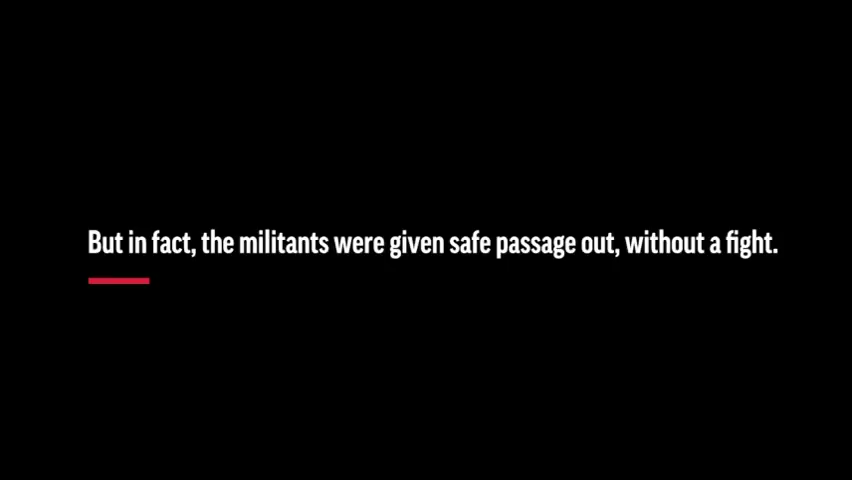 But in fact, the militants were given safe passage out, without a fight.